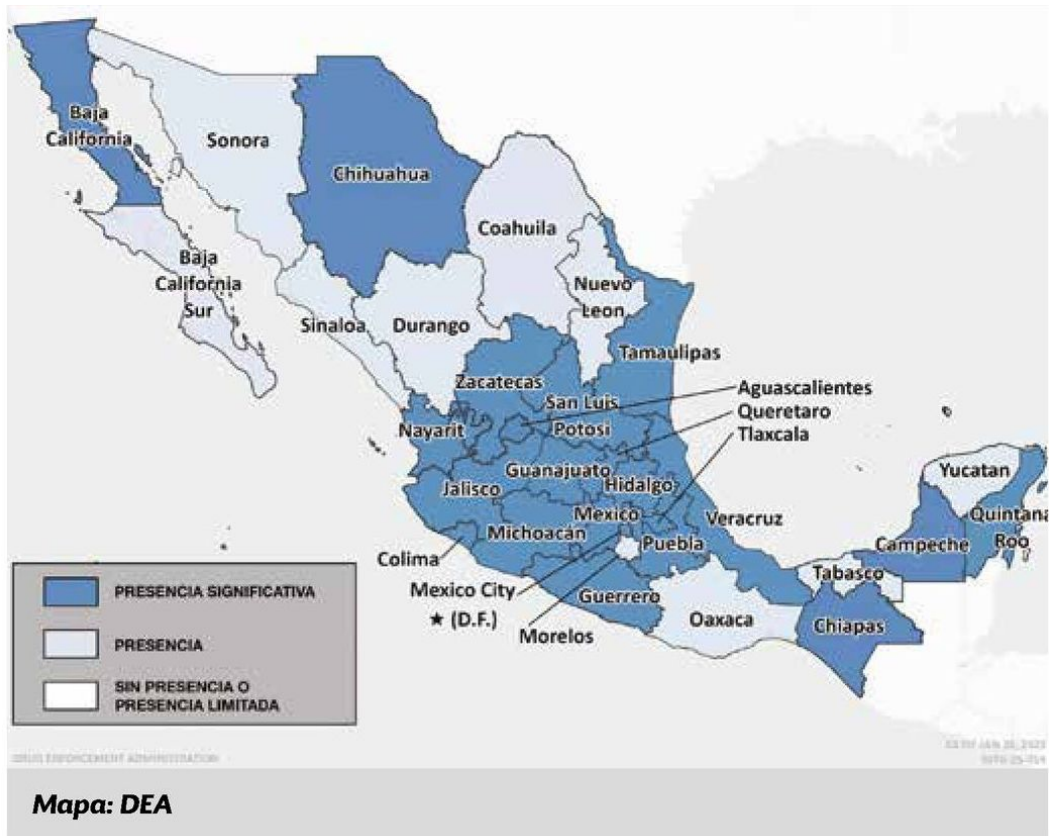 Baja
California
Sonora
Chihuahua
Coahuila
Baja
California
Sur
Nuevo
Leon
Sinaloa
Durango
Tamaulipas
Zacatecas
Aguascalientes
San Luis
Potosi
Queretaro
Nayarit
Tlaxcala
Guanajuato
Yucatan
Hidalgo
Jalisco
Mexico
Veracruz
Quintana
Roo
Michoacán
Puebla
Campeche
Colima
Tabasco
Mexico City
★ (D.F.)
Guerrero
Oaxaca
Chiapas
Morelos
PRESENCIA SIGNIFICATIVA
PRESENCIA
SIN PRESENCIA O
PRESENCIA LIMITADA
DRUG ENFORCEMENT ADMINISTRATION
Mapa: DEA